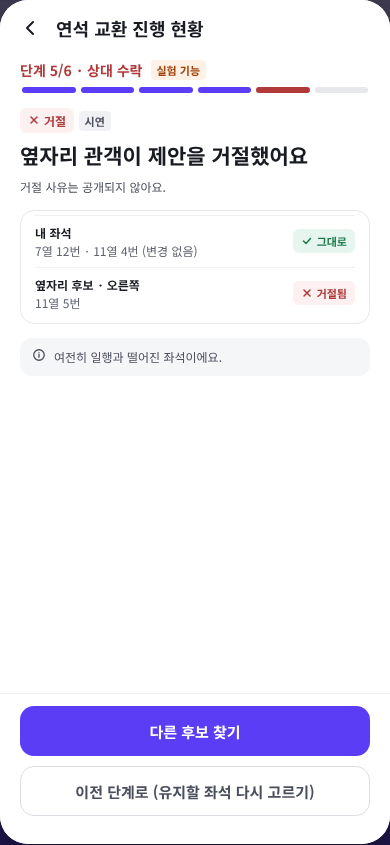 연석 교환 진행 현황
단계 5/6 · 상대 수락 실험 기능
거절 시연
옆자리 관객이 제안을 거절했어요
거절 사유는 공개되지 않아요.
내 좌석
7열 12번 · 11열 4번 (변경 없음)
그대로
옆자리 후보 · 오른쪽
11열 5번
거절됨
여전히 일행과 떨어진 좌석이에요.
다른 후보 찾기
이전 단계로 (유지할 좌석 다시 고르기)